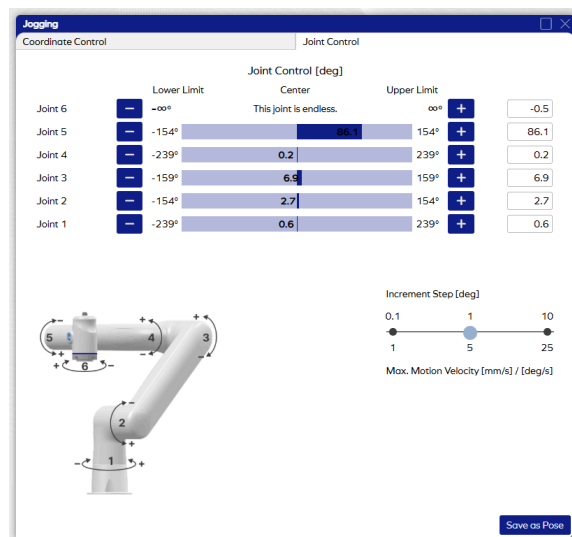 Jogging
Coordinate Control Joint Control
Joint Control [deg]
Lower Limit Center Upper Limit
Joint 6 − -∞° This joint is endless. ∞° + -0.5
Joint 5 − -154° 86.1 154° + 86.1
Joint 4 − -239° 0.2 239° + 0.2
Joint 3 − -159° 6.9 159° + 6.9
Joint 2 − -154° 2.7 154° + 2.7
Joint 1 − -239° 0.6 239° + 0.6
Increment Step [deg]
0.1 1 10
1 5 25
Max. Motion Velocity [mm/s] / [deg/s]
+ − + −
5 4 3
+ − + −
+ 6 −
−
2
+
− 1 +
Save as Pose